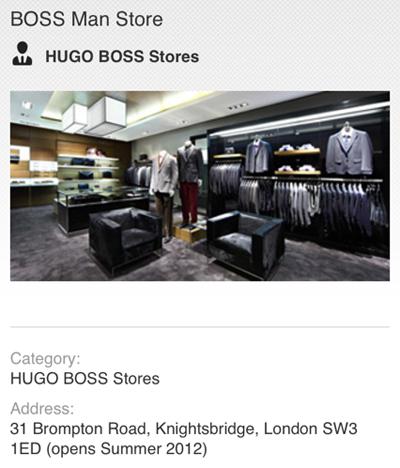 BOSS Man Store
HUGO BOSS Stores
Category:
HUGO BOSS Stores
Address:
31 Brompton Road, Knightsbridge, London SW3
1ED (opens Summer 2012)